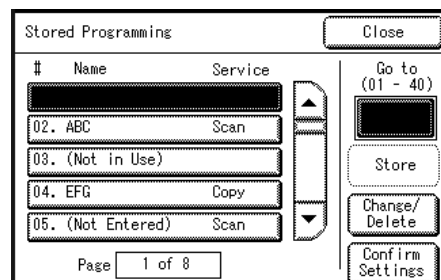 Stored Programming
Close
# Name Service
Go to
(01 - 40)
02. ABC Scan
03. (Not in Use)
Store
04. EFG Copy
Change/
Delete
05. (Not Entered) Scan
Page 1 of 8
Confirm
Settings